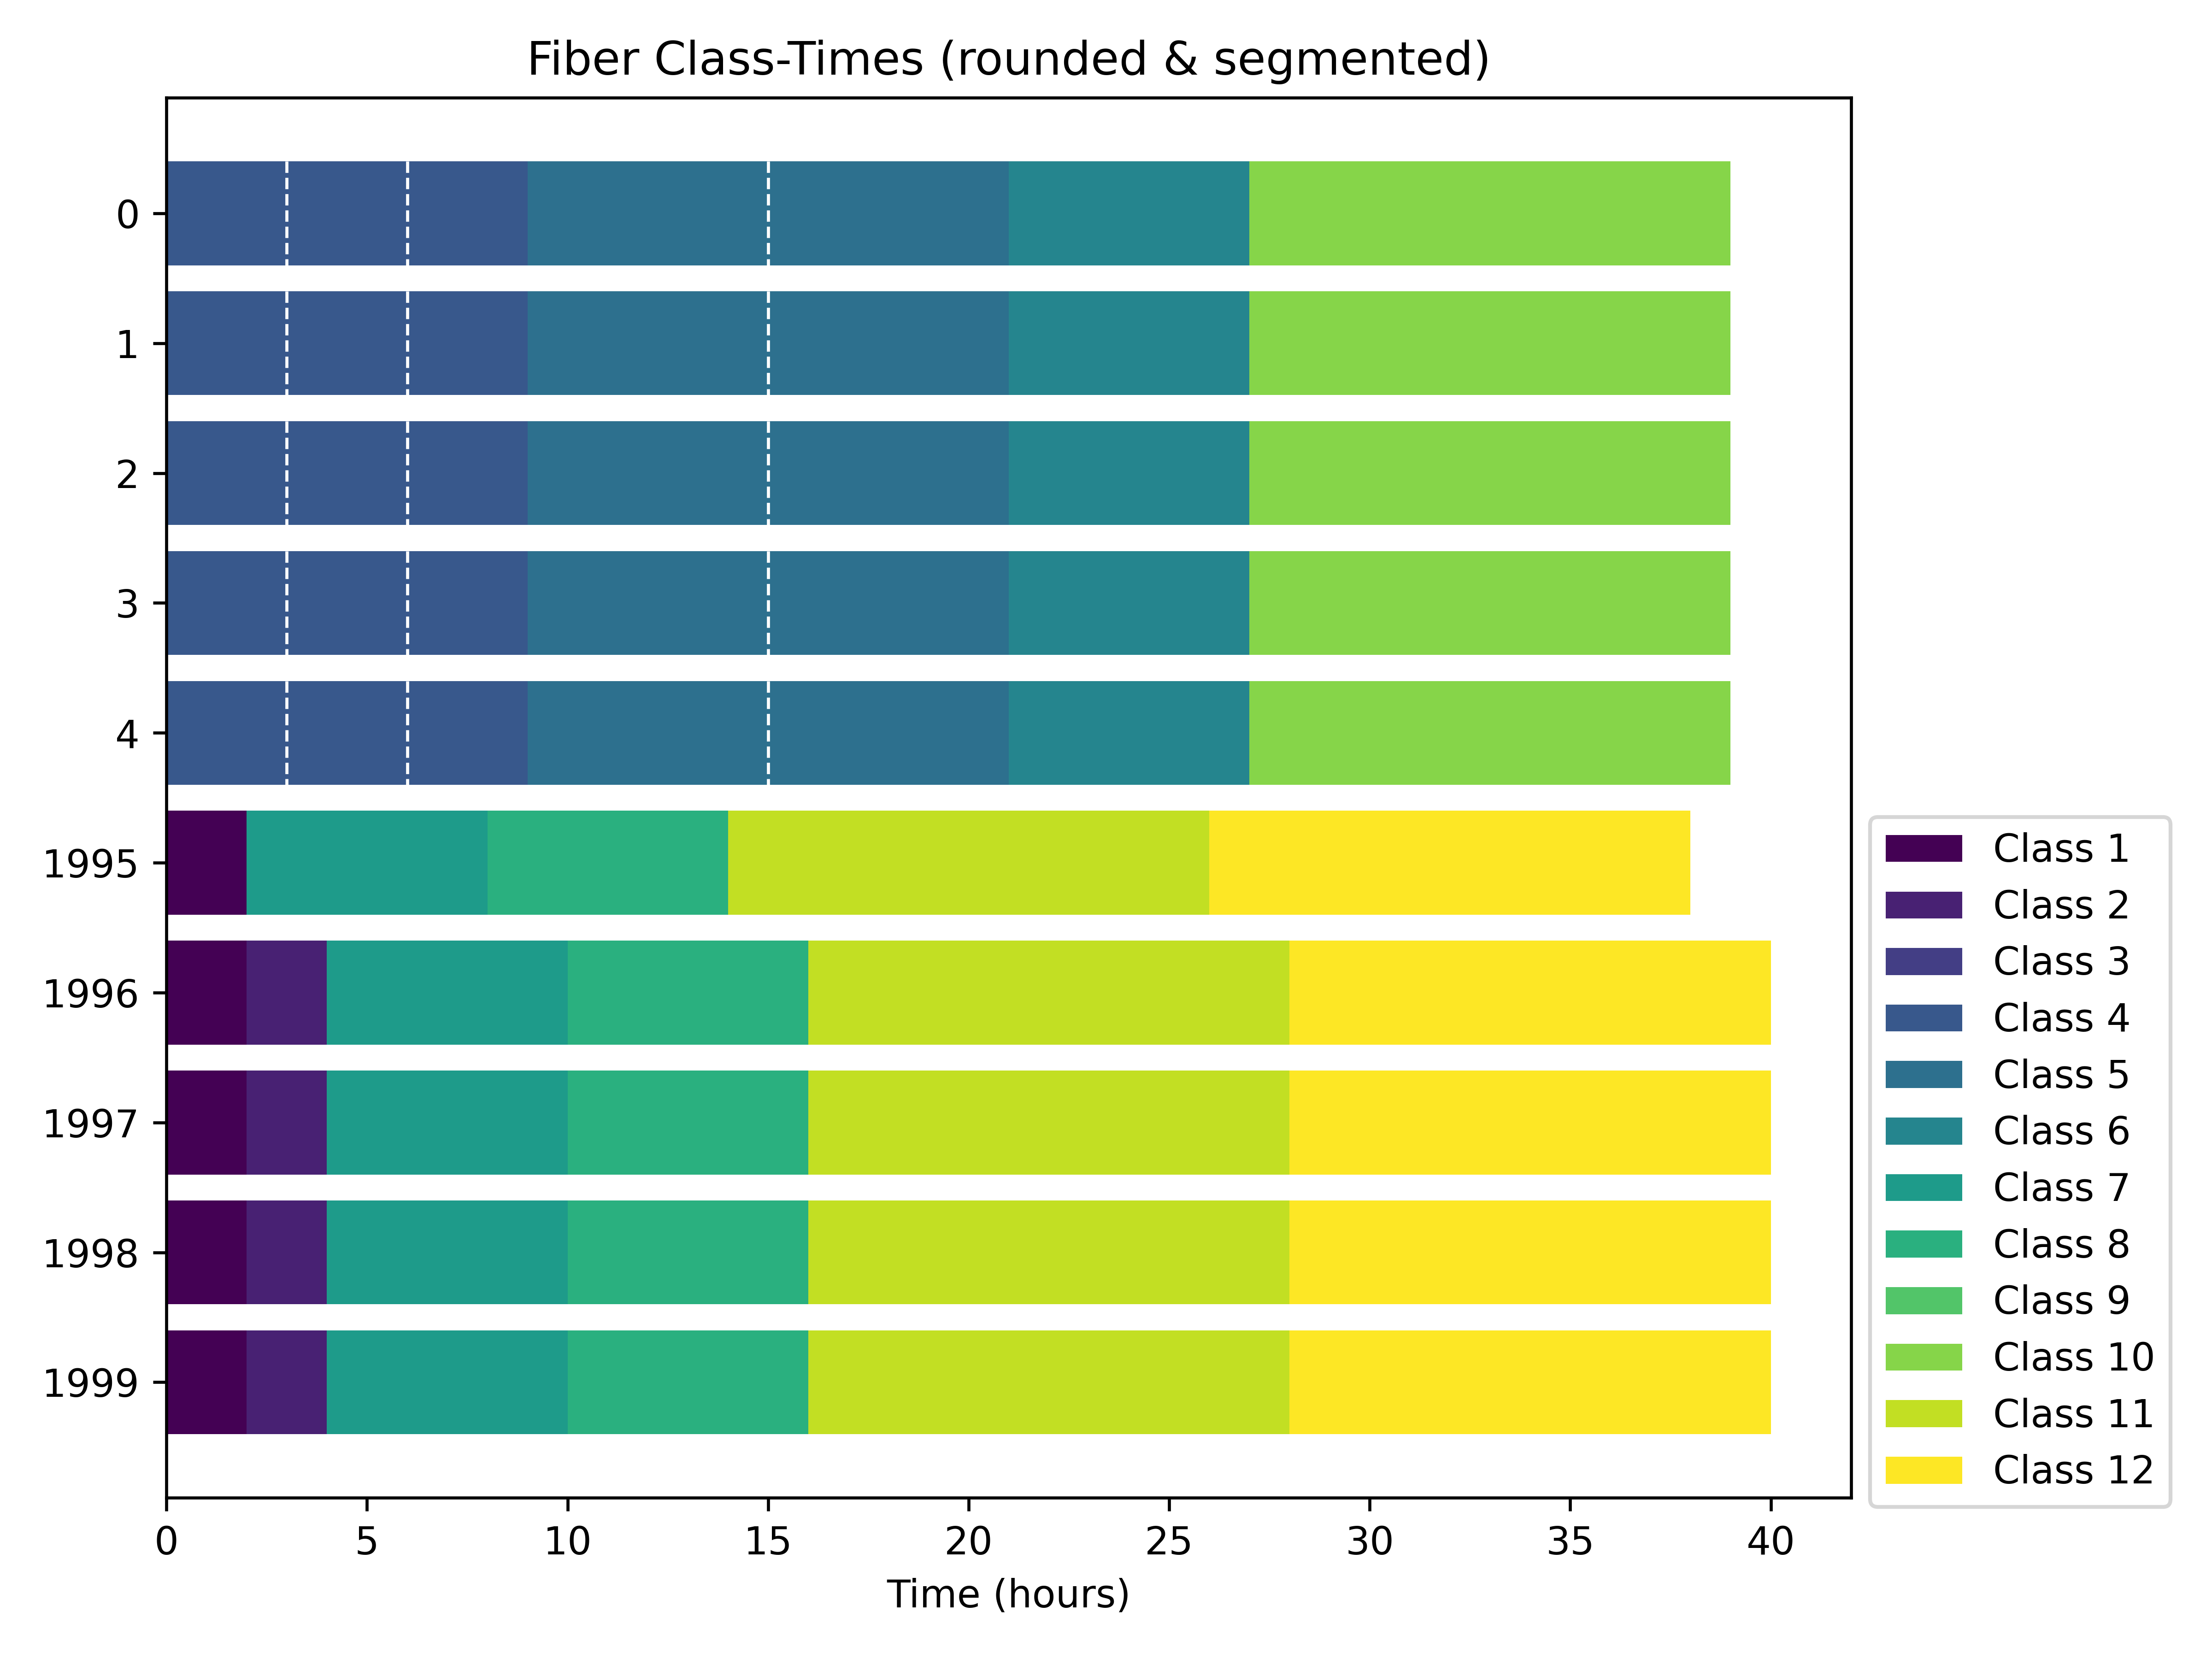 Fiber Class-Times (rounded & segmented)
0
1
2
3
4
1995
1996
1997
1998
1999
0 5 10 15 20 25 30 35 40
Time (hours)
Class 1
Class 2
Class 3
Class 4
Class 5
Class 6
Class 7
Class 8
Class 9
Class 10
Class 11
Class 12